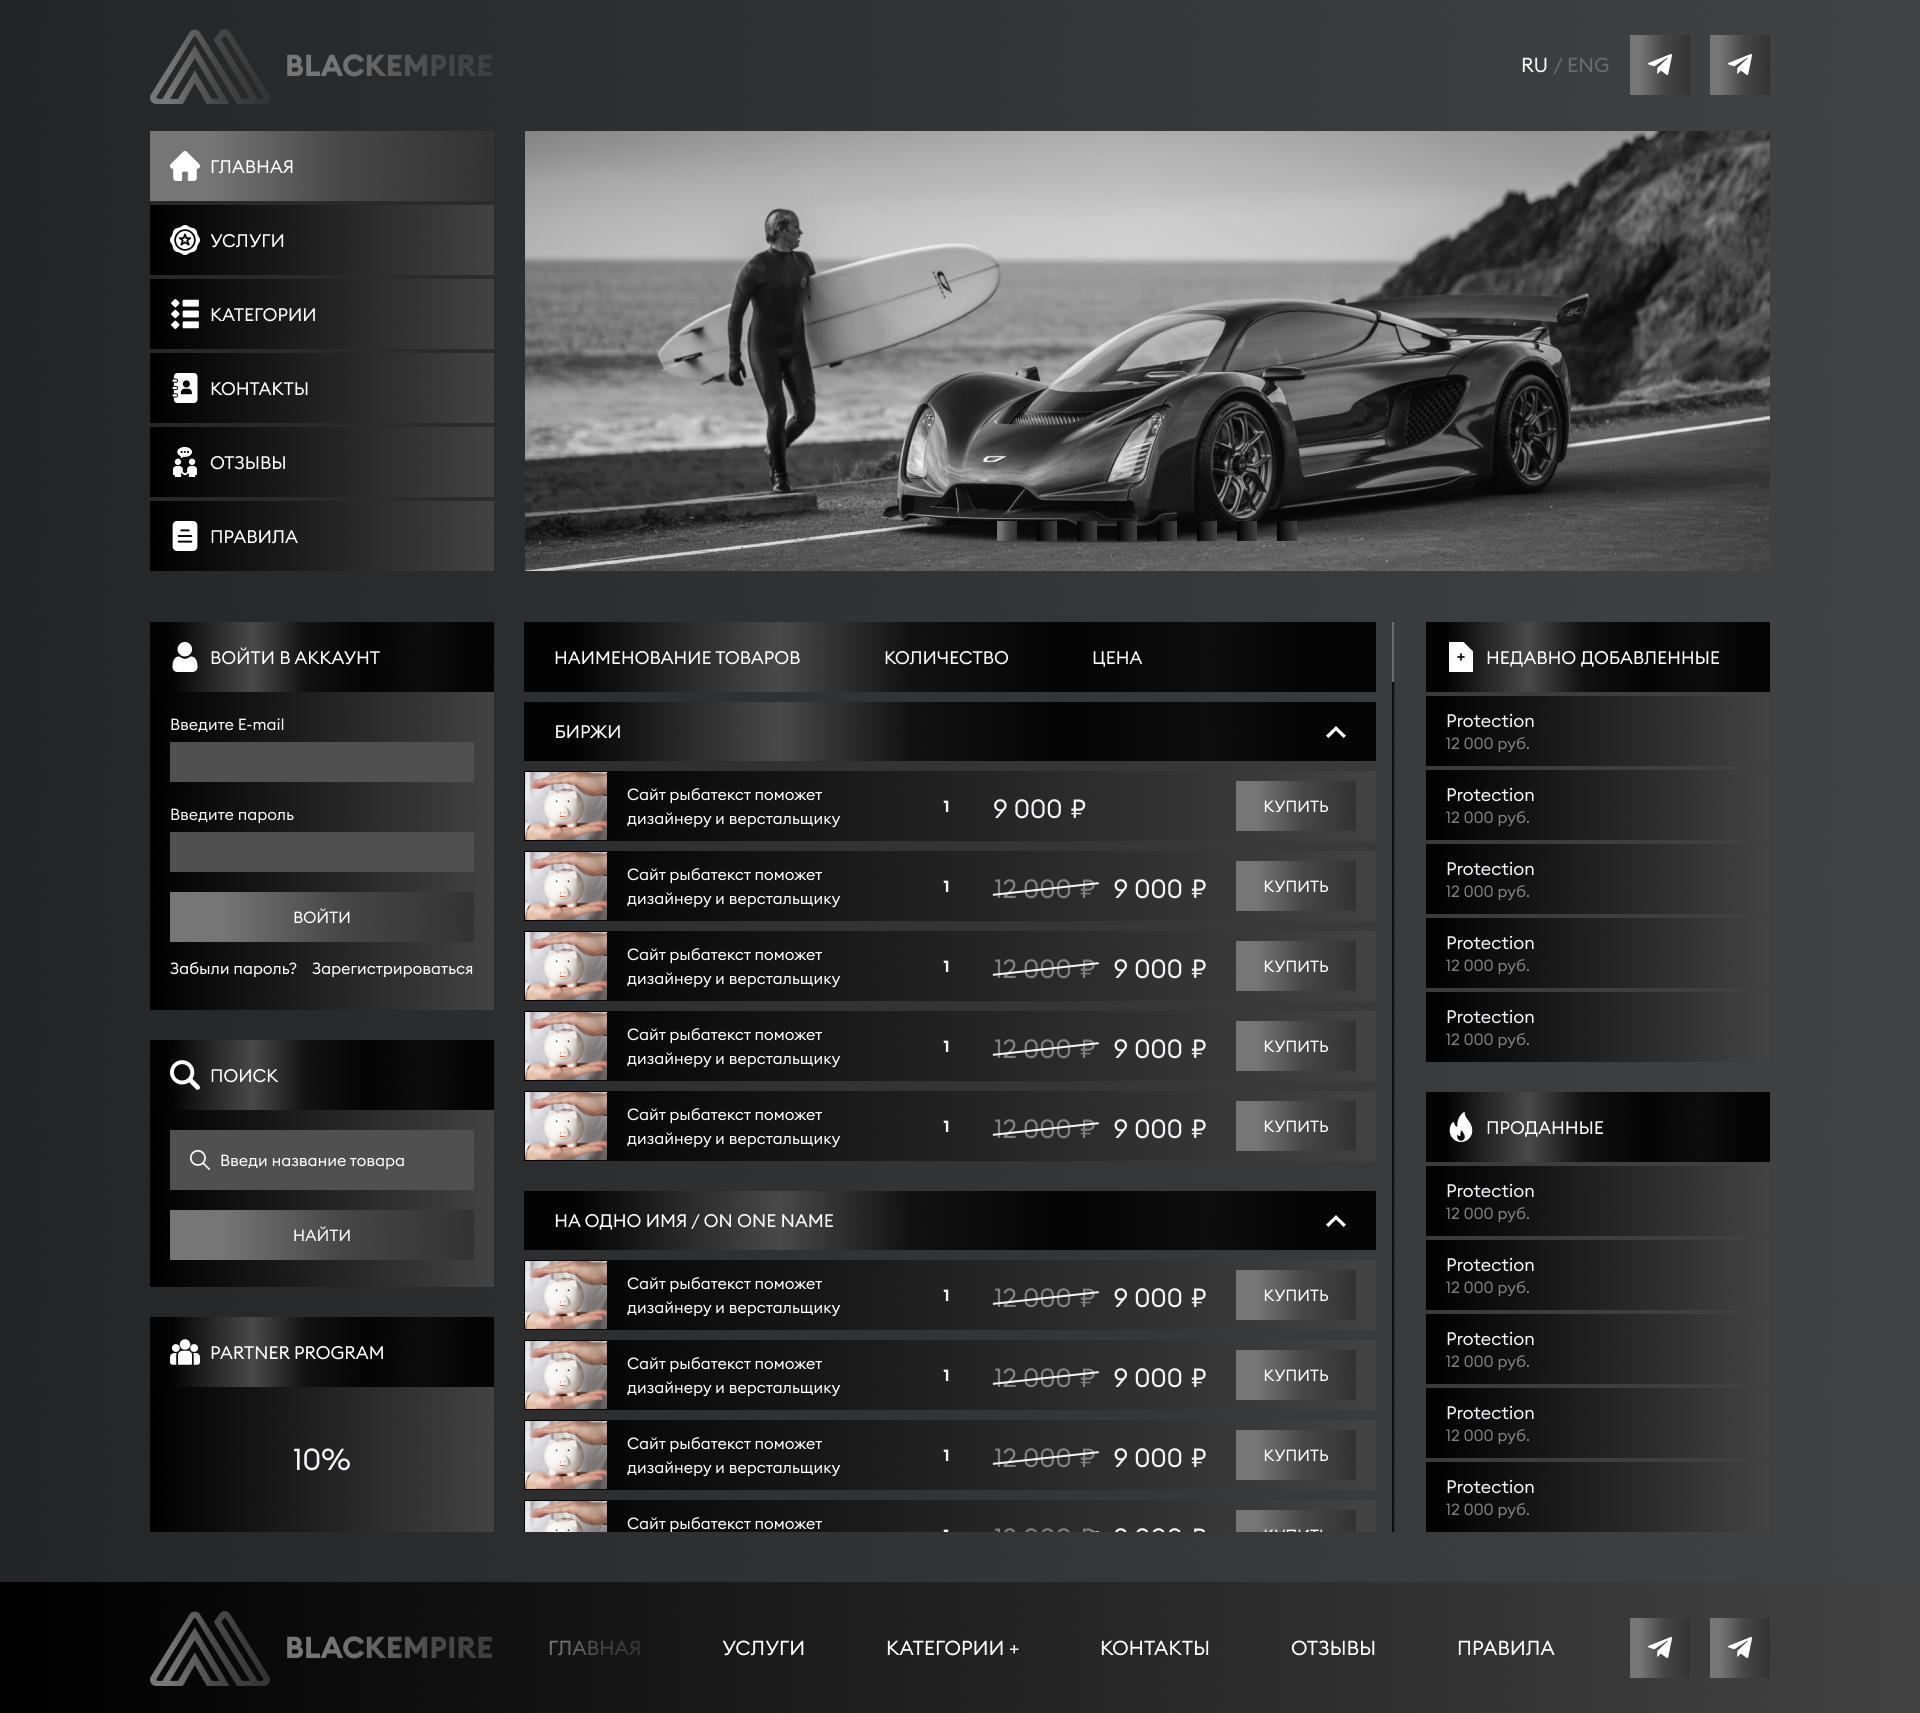 BLACKEMPIRE
RU / ENG
ГЛАВНАЯ
УСЛУГИ
КАТЕГОРИИ
КОНТАКТЫ
ОТЗЫВЫ
ПРАВИЛА
ВОЙТИ В АККАУНТ
Введите E-mail
Введите пароль
ВОЙТИ
Забыли пароль? Зарегистрироваться
ПОИСК
Введи название товара
НАЙТИ
PARTNER PROGRAM
10%
НАИМЕНОВАНИЕ ТОВАРОВ КОЛИЧЕСТВО ЦЕНА
БИРЖИ
Сайт рыбатекст поможет
дизайнеру и верстальщику
1 9 000 ₽ КУПИТЬ
Сайт рыбатекст поможет
дизайнеру и верстальщику
1 12 000 ₽ 9 000 ₽ КУПИТЬ
Сайт рыбатекст поможет
дизайнеру и верстальщику
1 12 000 ₽ 9 000 ₽ КУПИТЬ
Сайт рыбатекст поможет
дизайнеру и верстальщику
1 12 000 ₽ 9 000 ₽ КУПИТЬ
Сайт рыбатекст поможет
дизайнеру и верстальщику
1 12 000 ₽ 9 000 ₽ КУПИТЬ
НА ОДНО ИМЯ / ON ONE NAME
Сайт рыбатекст поможет
дизайнеру и верстальщику
1 12 000 ₽ 9 000 ₽ КУПИТЬ
Сайт рыбатекст поможет
дизайнеру и верстальщику
1 12 000 ₽ 9 000 ₽ КУПИТЬ
Сайт рыбатекст поможет
дизайнеру и верстальщику
1 12 000 ₽ 9 000 ₽ КУПИТЬ
Сайт рыбатекст поможет
НЕДАВНО ДОБАВЛЕННЫЕ
Protection
12 000 руб.
Protection
12 000 руб.
Protection
12 000 руб.
Protection
12 000 руб.
Protection
12 000 руб.
ПРОДАННЫЕ
Protection
12 000 руб.
Protection
12 000 руб.
Protection
12 000 руб.
Protection
12 000 руб.
Protection
12 000 руб.
BLACKEMPIRE
ГЛАВНАЯ УСЛУГИ КАТЕГОРИИ + КОНТАКТЫ ОТЗЫВЫ ПРАВИЛА